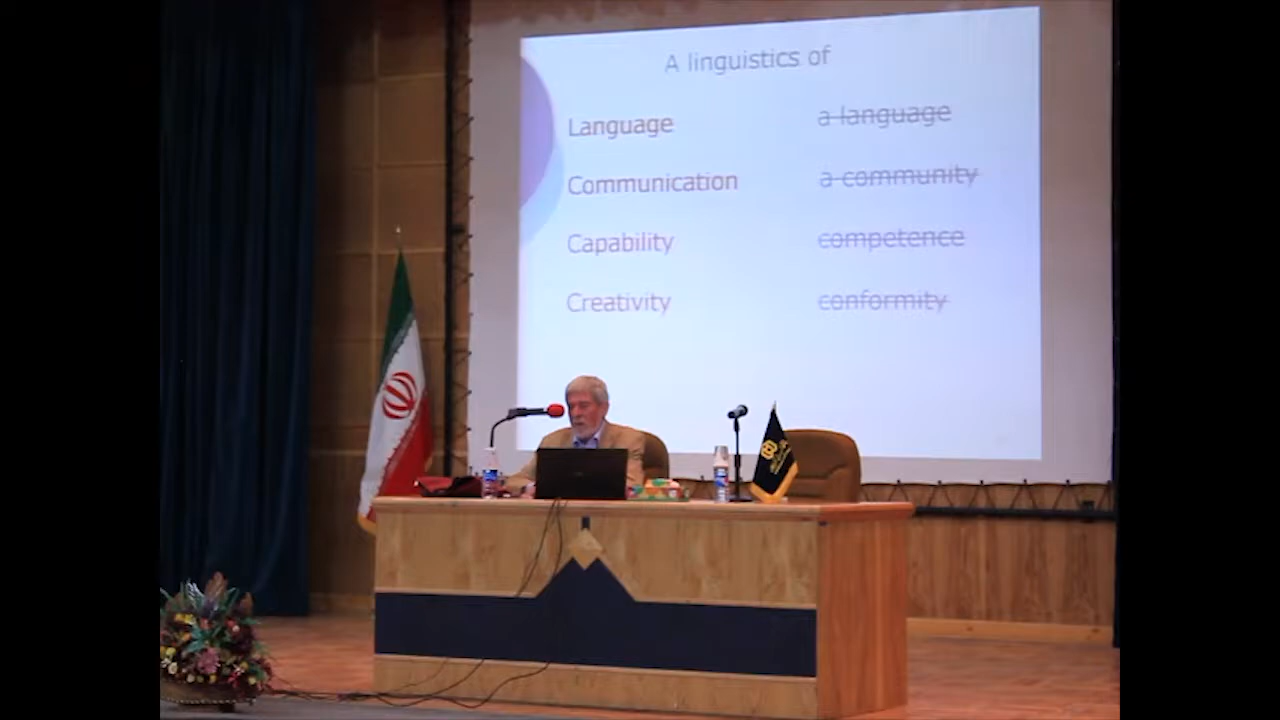 A linguistics of
Language ~~a language~~
Communication ~~a community~~
Capability ~~competence~~
Creativity ~~conformity~~